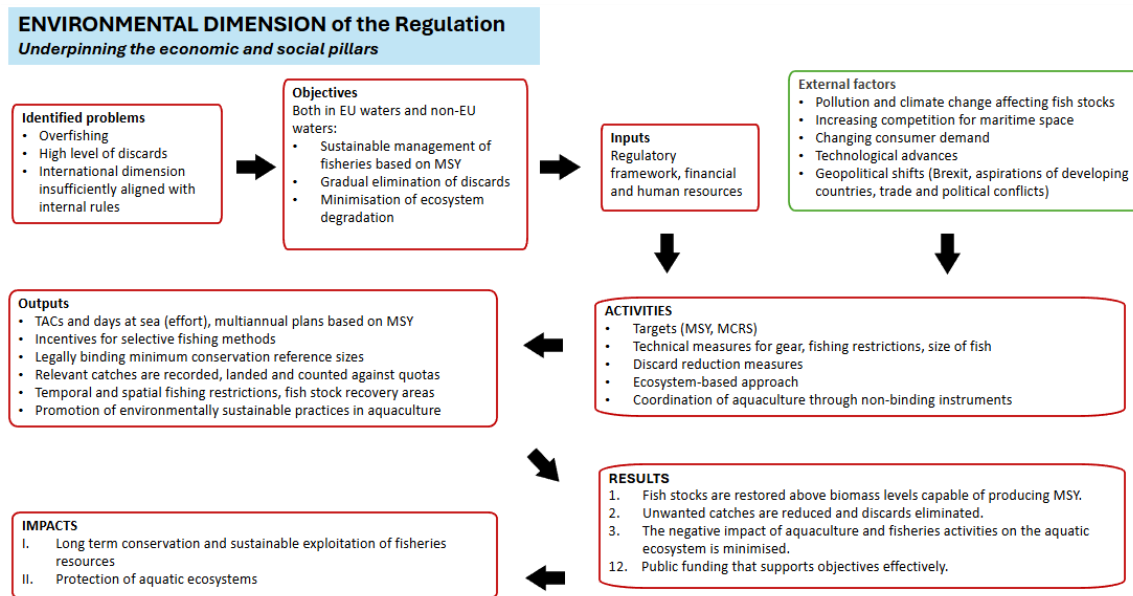 ENVIRONMENTAL DIMENSION of the Regulation
Underpinning the economic and social pillars
Identified problems
• Overfishing
• High level of discards
• International dimension
insufficiently aligned with
internal rules
Objectives
Both in EU waters and non-EU
waters:
• Sustainable management of
fisheries based on MSY
• Gradual elimination of discards
• Minimisation of ecosystem
degradation
Inputs
Regulatory
framework, financial
and human resources
External factors
• Pollution and climate change affecting fish stocks
• Increasing competition for maritime space
• Changing consumer demand
• Technological advances
• Geopolitical shifts (Brexit, aspirations of developing
countries, trade and political conflicts)
ACTIVITIES
• Targets (MSY, MCRS)
• Technical measures for gear, fishing restrictions, size of fish
• Discard reduction measures
• Ecosystem-based approach
• Coordination of aquaculture through non-binding instruments
Outputs
• TACs and days at sea (effort), multiannual plans based on MSY
• Incentives for selective fishing methods
• Legally binding minimum conservation reference sizes
• Relevant catches are recorded, landed and counted against quotas
• Temporal and spatial fishing restrictions, fish stock recovery areas
• Promotion of environmentally sustainable practices in aquaculture
RESULTS
1. Fish stocks are restored above biomass levels capable of producing MSY.
2. Unwanted catches are reduced and discards eliminated.
3. The negative impact of aquaculture and fisheries activities on the aquatic
ecosystem is minimised.
12. Public funding that supports objectives effectively.
IMPACTS
I. Long term conservation and sustainable exploitation of fisheries
resources
II. Protection of aquatic ecosystems